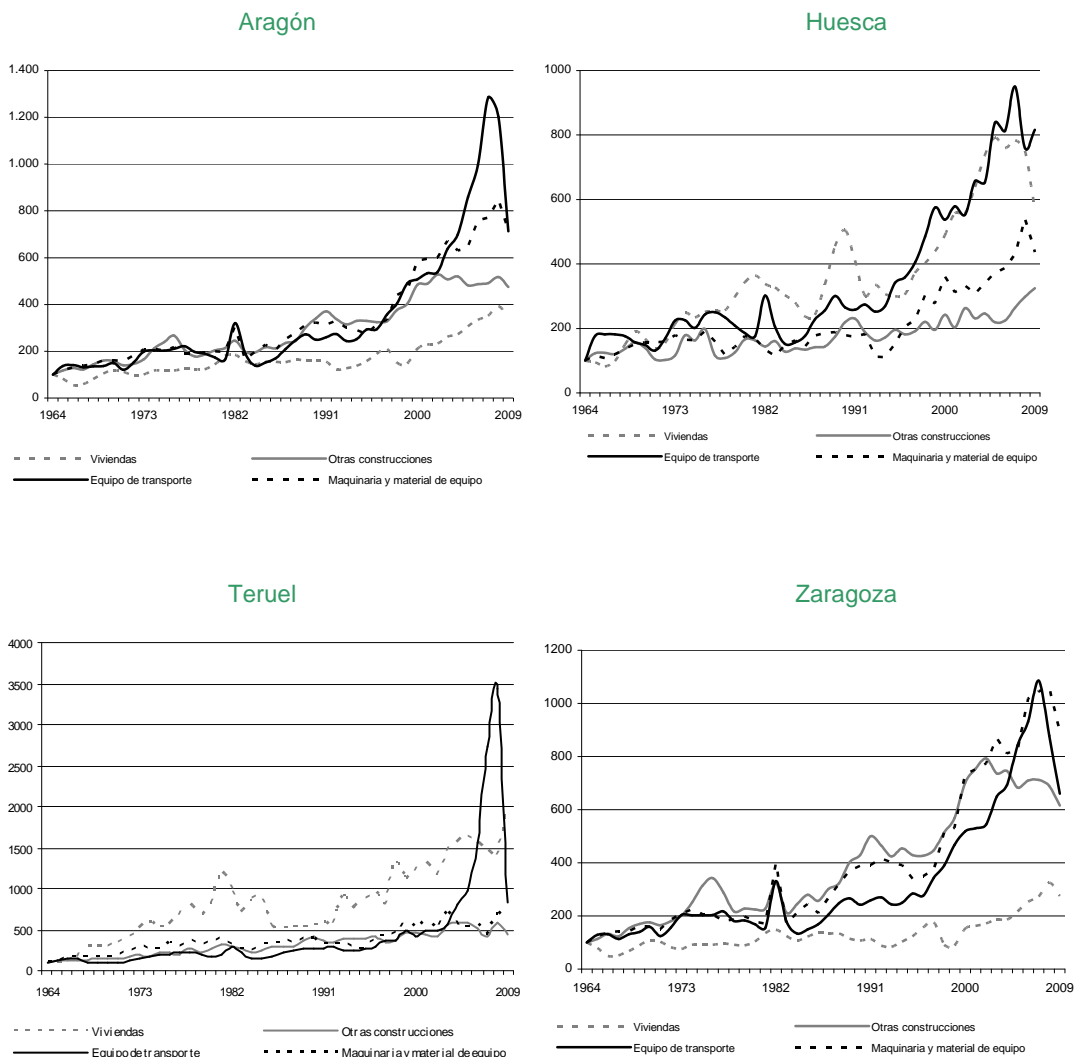 Aragón
1.400
1.200
1.000
800
600
400
200
0
1964 1973 1982 1991 2000 2009
Viviendas Otras construcciones
Equipo de transporte Maquinaria y material de equipo
Huesca
1000
800
600
400
200
0
1964 1973 1982 1991 2000 2009
Viviendas Otras construcciones
Equipo de transporte Maquinaria y material de equipo
Teruel
4000
3500
3000
2500
2000
1500
1000
500
0
1964 1973 1982 1991 2000 2009
Viviendas Otras construcciones
Equipo de transporte Maquinaria y material de equipo
Zaragoza
1200
1000
800
600
400
200
0
1964 1973 1982 1991 2000 2009
Viviendas Otras construcciones
Equipo de transporte Maquinaria y material de equipo